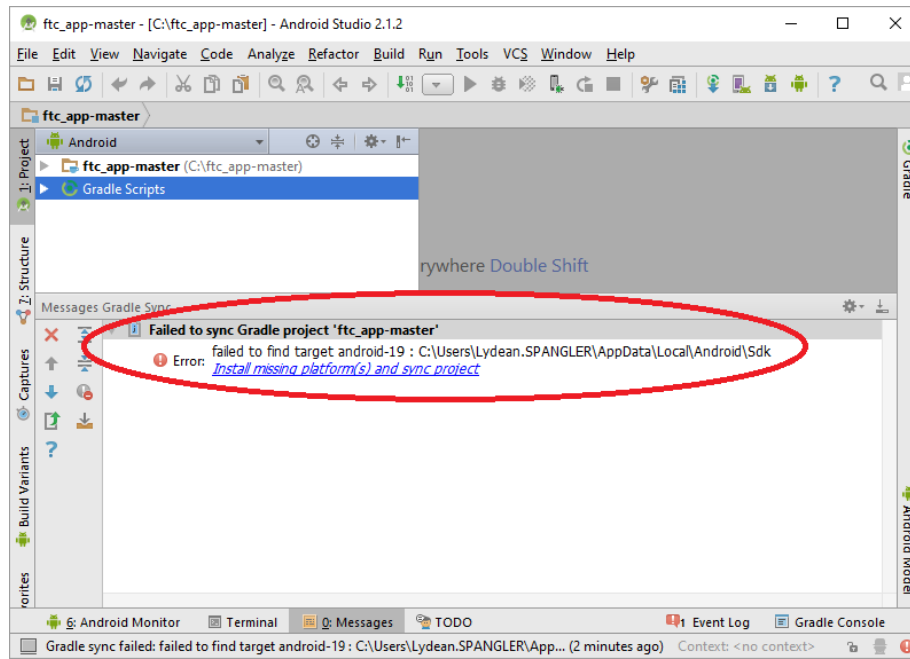 ftc_app-master - [C:\ftc_app-master] - Android Studio 2.1.2
File Edit View Navigate Code Analyze Refactor Build Run Tools VCS Window Help
ftc_app-master
1: Project
Android
ftc_app-master (C:\ftc_app-master)
Gradle Scripts
Gradle
7: Structure
rywhere Double Shift
Messages Gradle Sync
Failed to sync Gradle project 'ftc_app-master'
Error: failed to find target android-19 : C:\Users\Lydean.SPANGLER\AppData\Local\Android\Sdk
Install missing platform(s) and sync project
Captures
Build Variants
Android Model
vorites
6: Android Monitor Terminal 0: Messages TODO 1 Event Log Gradle Console
Gradle sync failed: failed to find target android-19 : C:\Users\Lydean.SPANGLER\App... (2 minutes ago) Context: <no context>